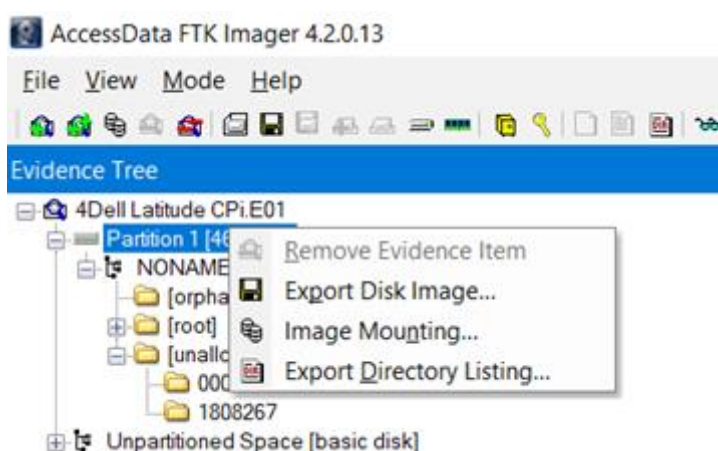 AccessData FTK Imager 4.2.0.13
File View Mode Help
Evidence Tree
4Dell Latitude CPi.E01
Partition 1 [46
NONAME
[orpha
[root]
[unallc
000
1808267
Unpartitioned Space [basic disk]
Remove Evidence Item
Export Disk Image...
Image Mounting...
Export Directory Listing...